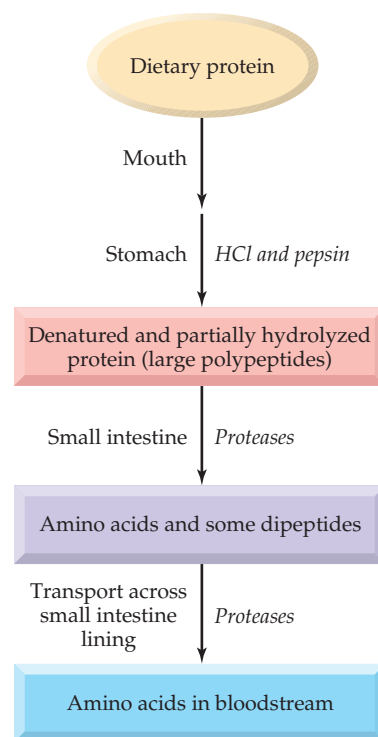 Dietary protein
Mouth
Stomach
HCl and pepsin
Denatured and partially hydrolyzed
protein (large polypeptides)
Small intestine
Proteases
Amino acids and some dipeptides
Transport across
small intestine
lining
Proteases
Amino acids in bloodstream